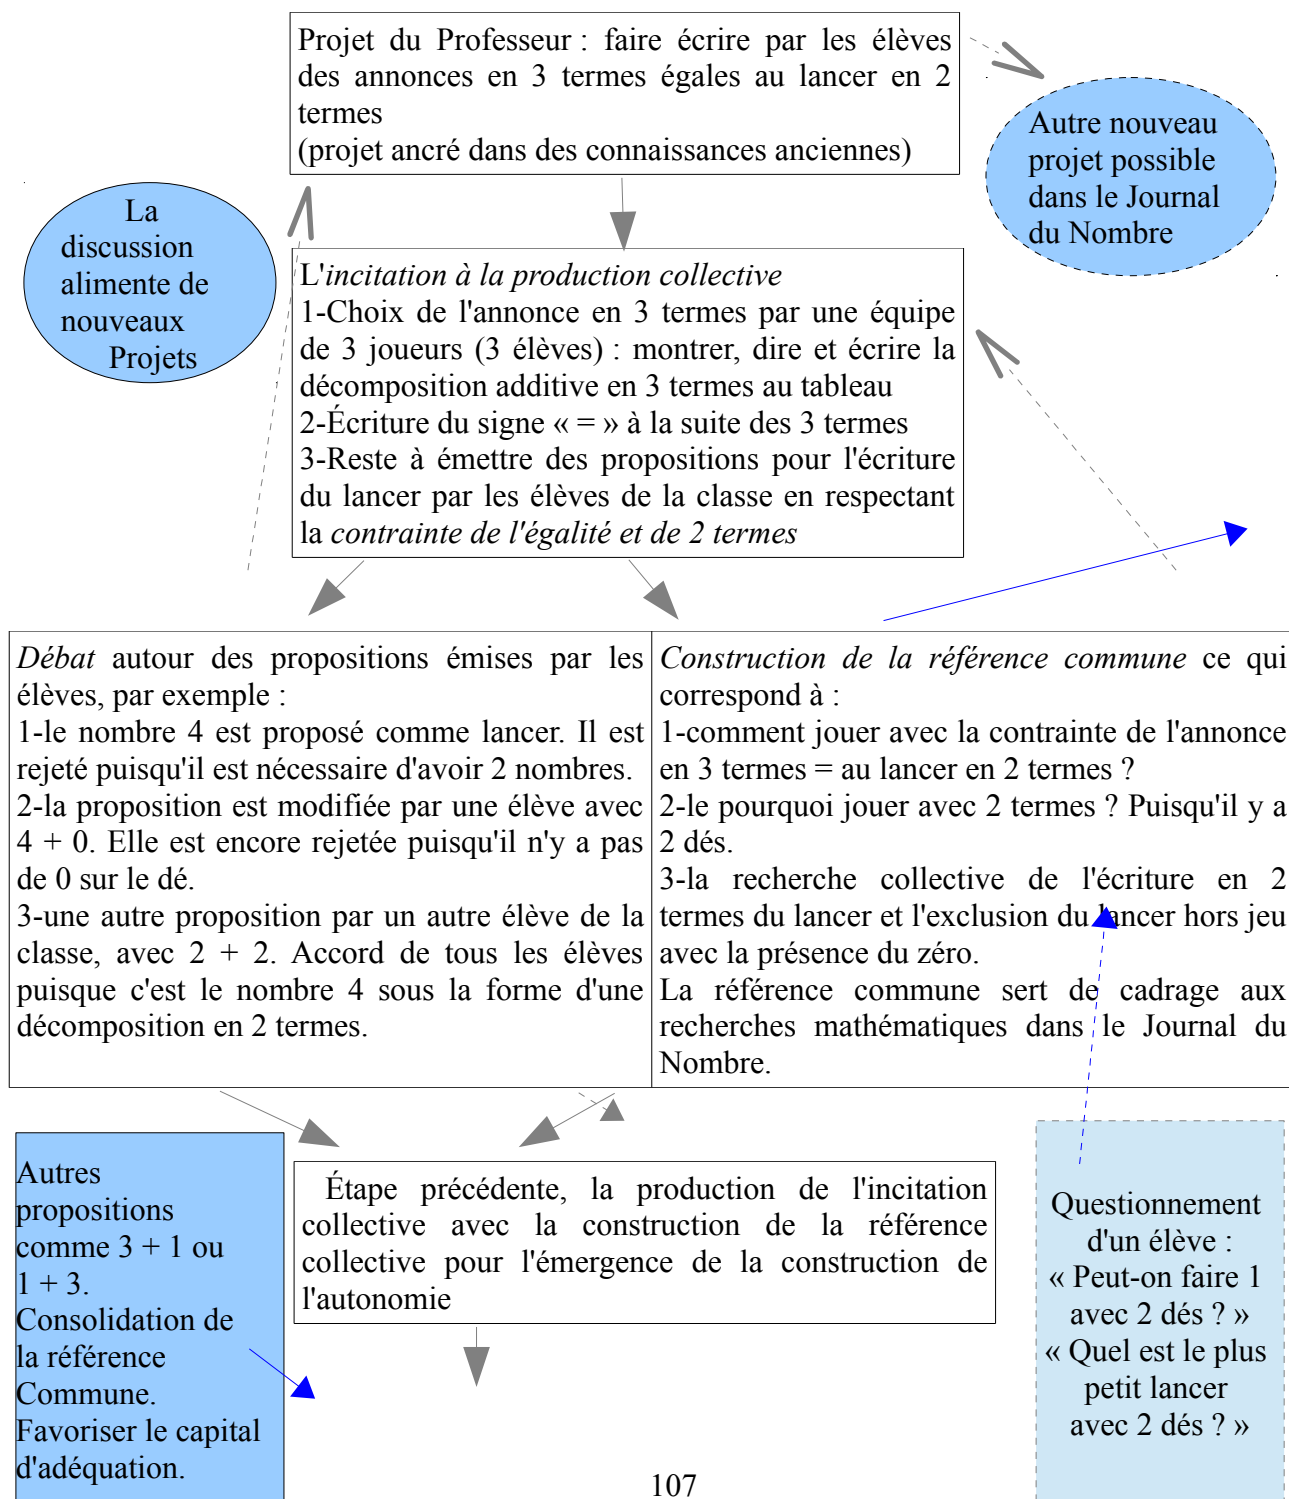 Projet du Professeur : faire écrire par les élèves
des annonces en 3 termes égales au lancer en 2
termes
(projet ancré dans des connaissances anciennes)
Autre nouveau
projet possible
dans le Journal
du Nombre
La
discussion
alimente de
nouveaux
Projets
L'incitation à la production collective
1-Choix de l'annonce en 3 termes par une équipe
de 3 joueurs (3 élèves) : montrer, dire et écrire la
décomposition additive en 3 termes au tableau
2-Écriture du signe « = » à la suite des 3 termes
3-Reste à émettre des propositions pour l'écriture
du lancer par les élèves de la classe en respectant
la contrainte de l'égalité et de 2 termes
Débat autour des propositions émises par les
élèves, par exemple :
1-le nombre 4 est proposé comme lancer. Il est
rejeté puisqu'il est nécessaire d'avoir 2 nombres.
2-la proposition est modifiée par une élève avec
4 + 0. Elle est encore rejetée puisqu'il n'y a pas
de 0 sur le dé.
3-une autre proposition par un autre élève de la
classe, avec 2 + 2. Accord de tous les élèves
puisque c'est le nombre 4 sous la forme d'une
décomposition en 2 termes.
Construction de la référence commune ce qui
correspond à :
1-comment jouer avec la contrainte de l'annonce
en 3 termes = au lancer en 2 termes ?
2-le pourquoi jouer avec 2 termes ? Puisqu'il y a
2 dés.
3-la recherche collective de l'écriture en 2
termes du lancer et l'exclusion du lancer hors jeu
avec la présence du zéro.
La référence commune sert de cadrage aux
recherches mathématiques dans le Journal du
Nombre.
Autres
propositions
comme 3 + 1 ou
1 + 3.
Consolidation de
la référence
Commune.
Favoriser le capital
d'adéquation.
Étape précédente, la production de l'incitation
collective avec la construction de la référence
collective pour l'émergence de la construction de
l'autonomie
Questionnement
d'un élève :
« Peut-on faire 1
avec 2 dés ? »
« Quel est le plus
petit lancer
avec 2 dés ? »
107